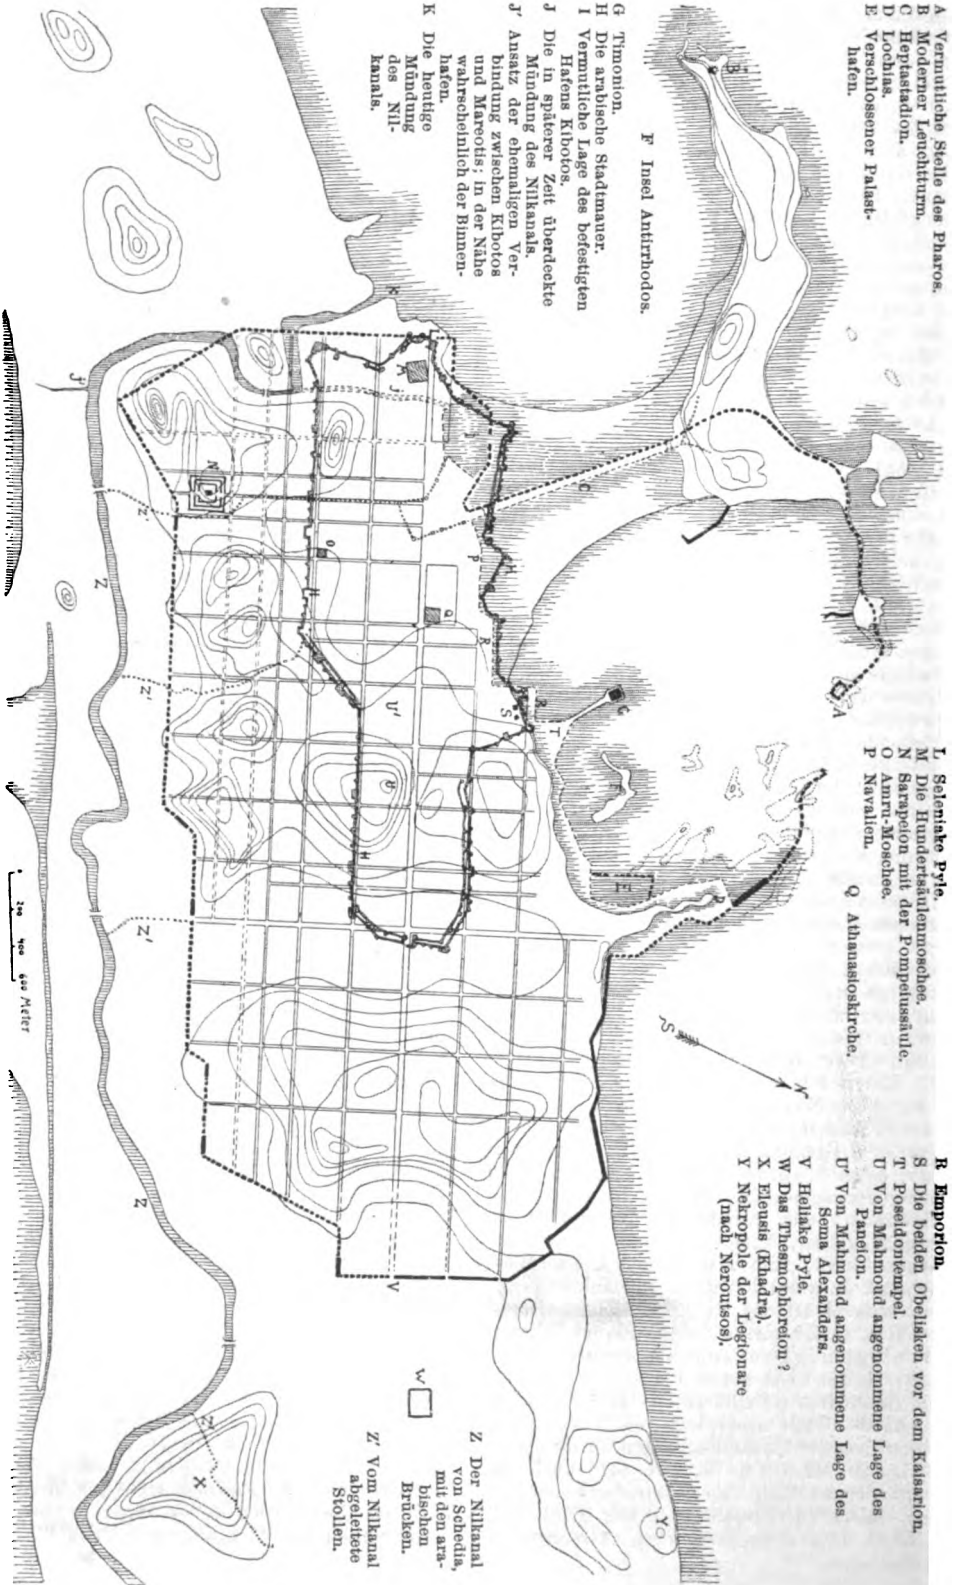 A Vermutliche Stelle des Pharos.
B Moderner Leuchtturm.
C Heptastadion.
D Lochias.
E Verschlossener Palast-
hafen.
F Insel Antirrhodos.
G Timonion.
H Die arabische Stadtmauer.
I Vermutliche Lage des befestigten
Hafens Kibotos.
J Die in späterer Zeit überdeckte
Mündung des Nilkanals.
J' Ansatz der ehemaligen Ver-
bindung zwischen Kibotos
und Mareotis; in der Nähe
wahrscheinlich der Binnen-
hafen.
K Die heutige
Mündung
des Nil-
kanals.
L Seleniake Pyle.
M Die Hundertsäulenmoschee.
N Sarapeion mit der Pompeiussäule.
O Amru-Moschee.
P Navalien.
Q Athanasioskirche.
R Emporion.
S Die beiden Obelisken vor dem Kaisarion.
T Poseidontempel.
U Von Mahmoud angenommene Lage des
Paneion.
U' Von Mahmoud angenommene Lage des
Sema Alexanders.
V Heliake Pyle.
W Das Thesmophoreion?
X Eleusis (Khadra).
Y Nekropole der Legionare
(nach Neroutsos).
Z Der Nilkanal
von Schedia,
mit den ara-
bischen
Brücken.
Z' Vom Nilkanal
abgeleitete
Stollen.
B
C
A
G
F
E
D
T
S
R
R
P
Q
O
N
H
H
U'
U
V
W
X
Y
K
J'
Z
Z
Z'
Z'
Z'
Z'
S
N
0 200 400 600 Meter